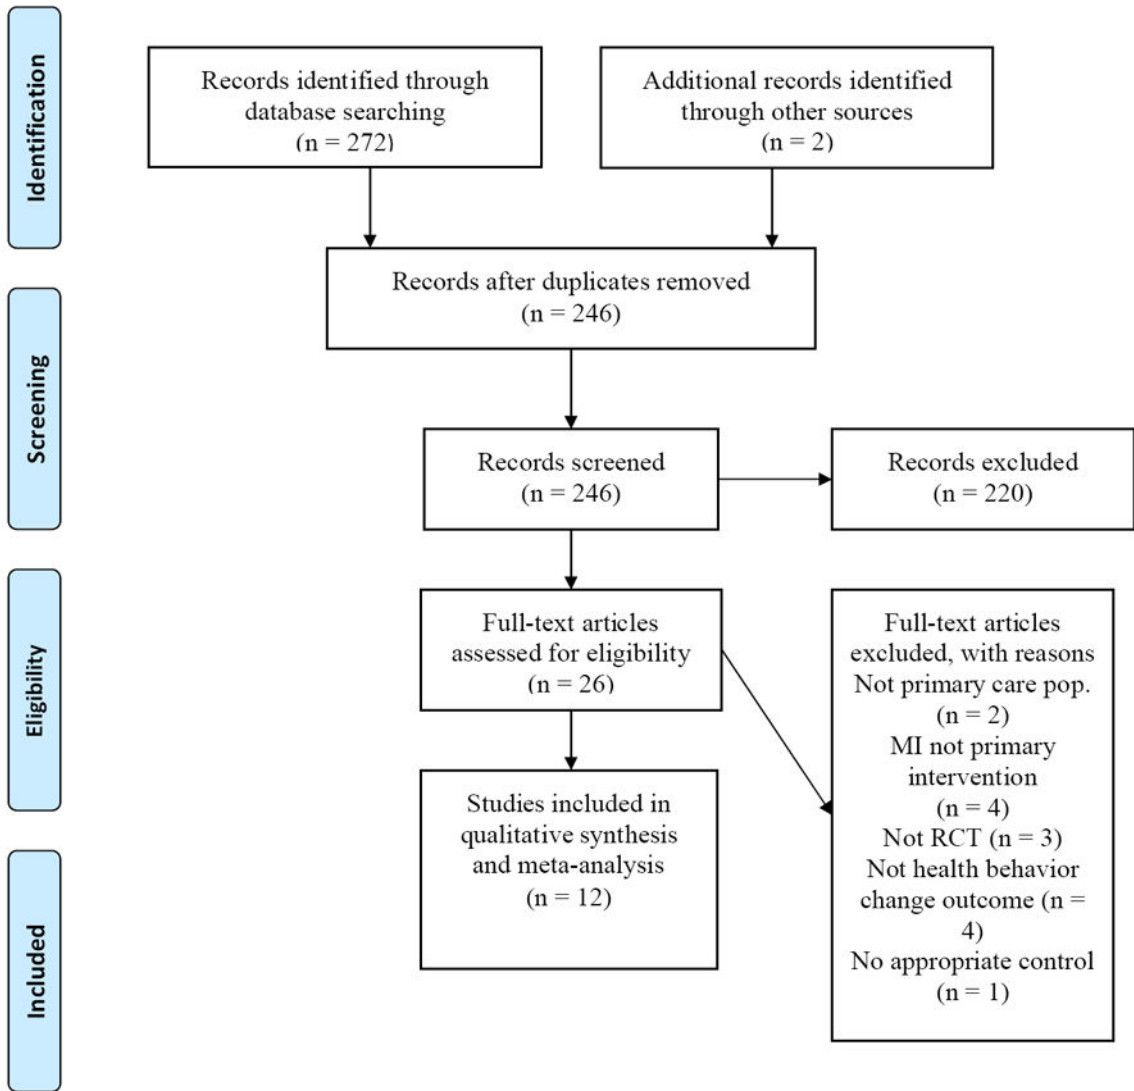 Identification
Records identified through
database searching
(n = 272)
Additional records identified
through other sources
(n = 2)
Records after duplicates removed
(n = 246)
Screening
Records screened
(n = 246)
Records excluded
(n = 220)
Eligibility
Full-text articles
assessed for eligibility
(n = 26)
Full-text articles
excluded, with reasons
Not primary care pop.
(n = 2)
MI not primary
intervention
(n = 4)
Not RCT (n = 3)
Not health behavior
change outcome (n =
4)
No appropriate control
(n = 1)
Included
Studies included in
qualitative synthesis
and meta-analysis
(n = 12)